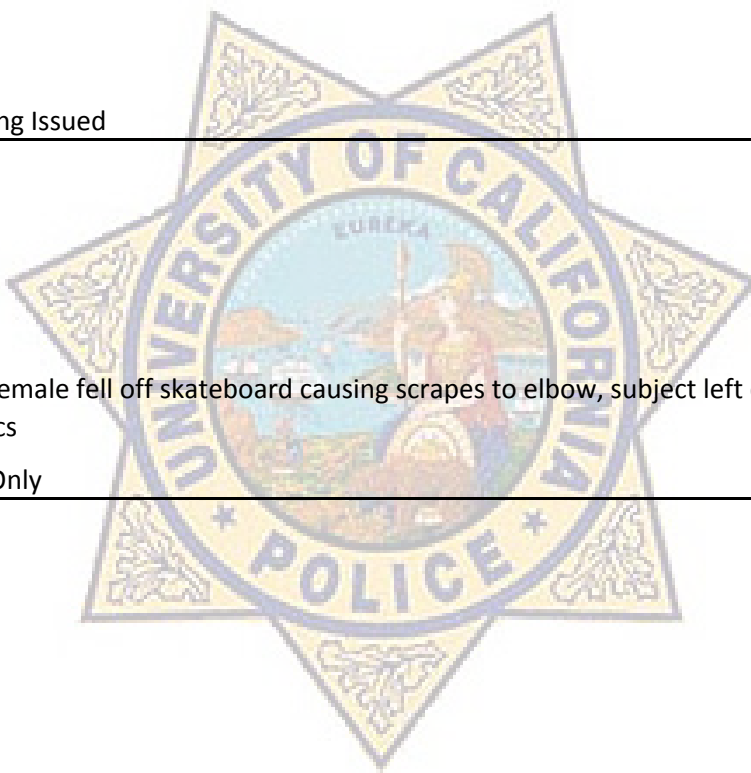 ng Issued
UNIVERSITY OF CALIFORNIA
EUREKA
emale fell off skateboard causing scrapes to elbow, subject left
cs
Only
POLICE